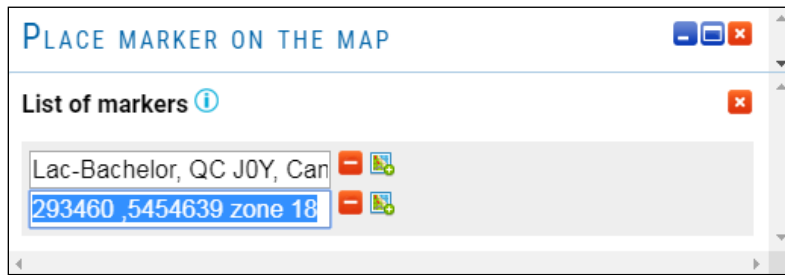 Place marker on the map
List of markers
Lac-Bachelor, QC J0Y, Can
293460 ,5454639 zone 18